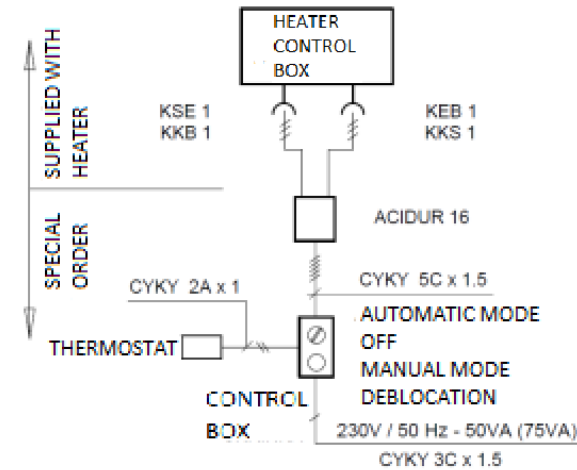 HEATER
CONTROL
BOX
SUPPLIED WITH
HEATER
KSE 1
KKB 1
KEB 1
KKS 1
ACIDUR 16
SPECIAL
ORDER
CYKY 2A x 1
CYKY 5C x 1.5
THERMOSTAT
AUTOMATIC MODE
OFF
MANUAL MODE
DEBLOCATION
CONTROL
BOX
230V / 50 Hz - 50VA (75VA)
CYKY 3C x 1.5